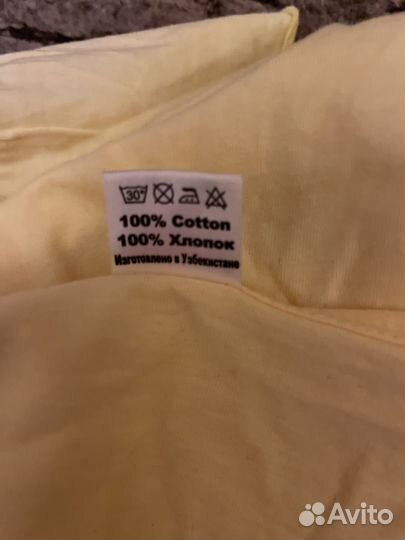 30°
100% Cotton
100% Хлопок
Изготовлено в Узбекистане
Avito